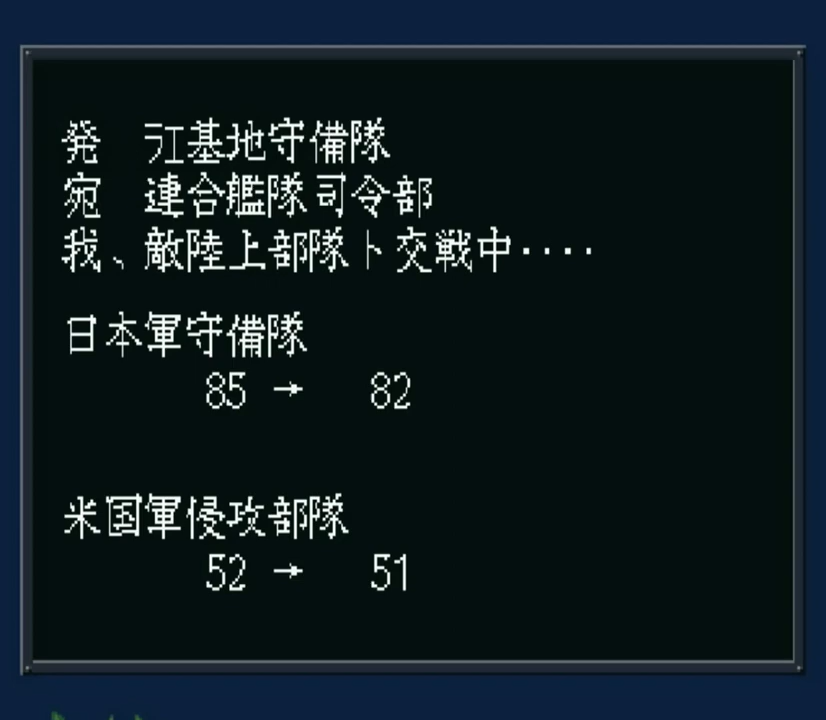 発 ラエ基地守備隊
宛 連合艦隊司令部
我、敵陸上部隊ト交戦中‥‥
日本軍守備隊
85 → 82
米国軍侵攻部隊
52 → 51